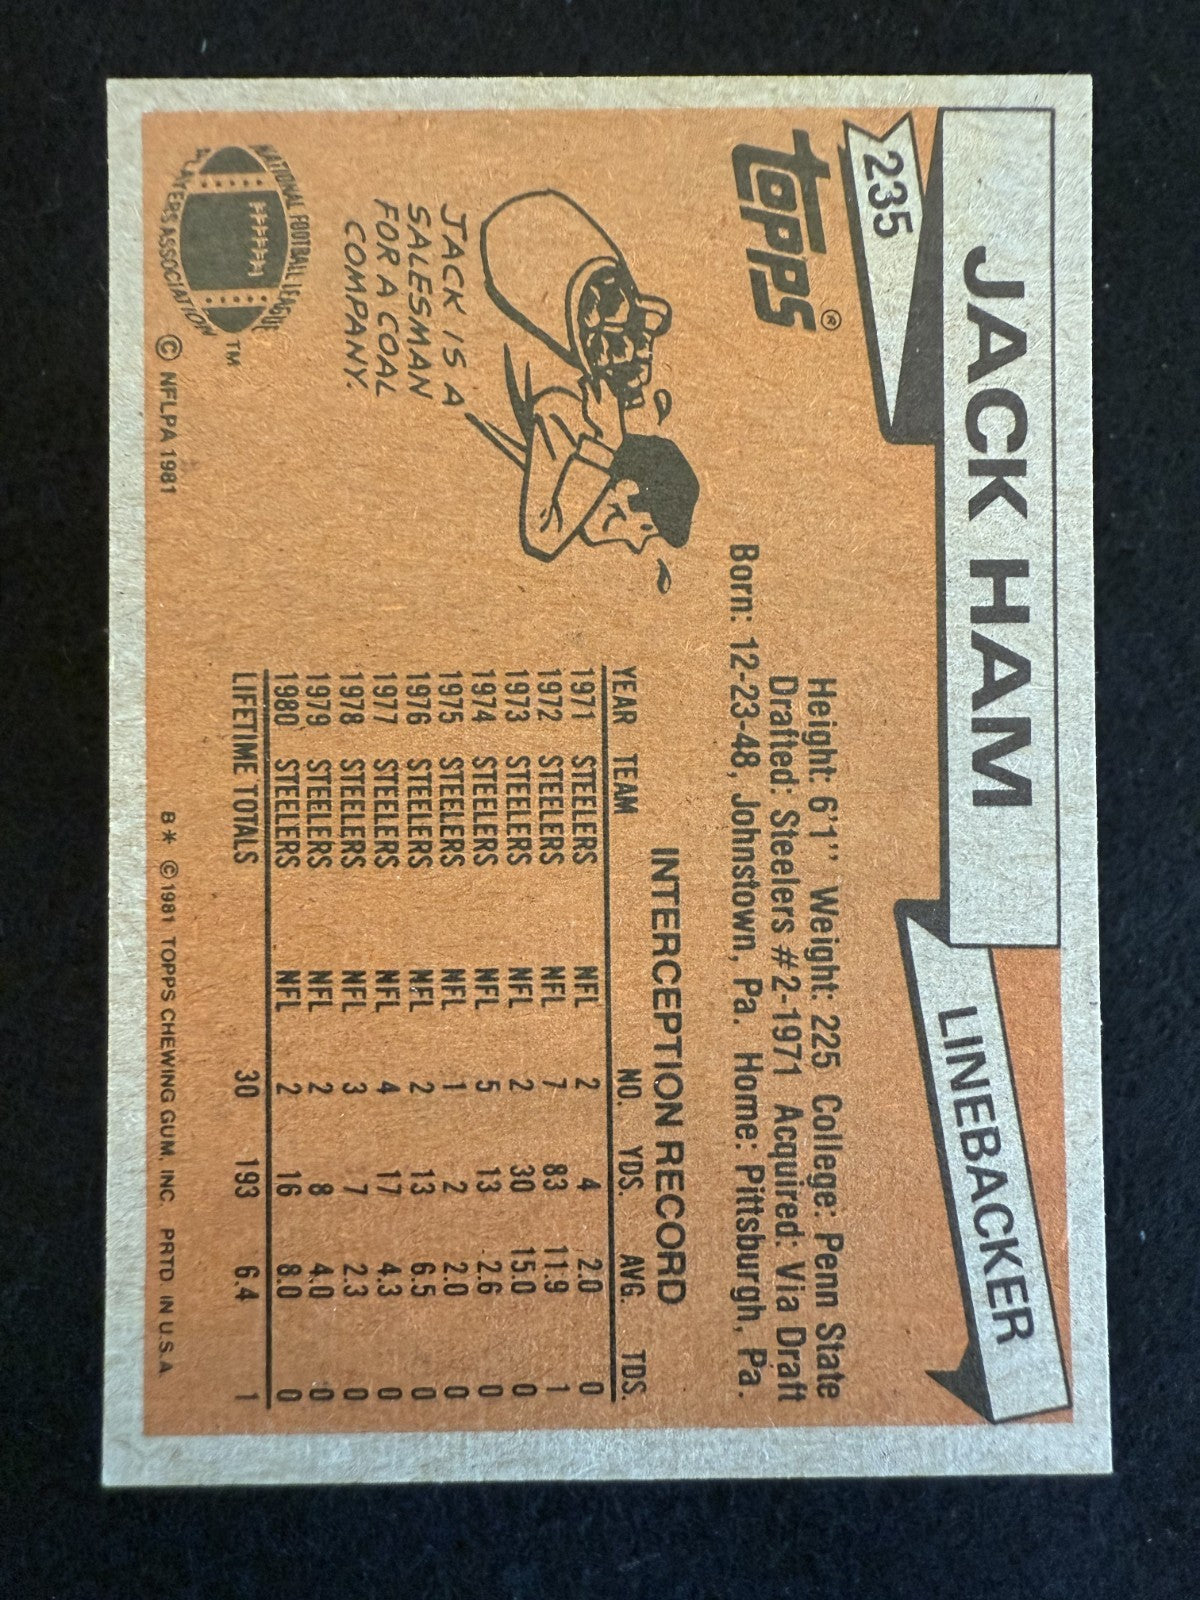 235
JACK HAM
LINEBACKER
TOPPS®
Height: 6'1" Weight: 225 College: Penn State
Drafted: Steelers #2-1971 Acquired: Via Draft
Born: 12-23-48, Johnstown, Pa. Home: Pittsburgh, Pa.
JACK IS A
SALESMAN
FOR A COAL
COMPANY.
INTERCEPTION RECORD
YEAR TEAM NO. YDS. AVG. TDS.
1971 STEELERS NFL 2 4 2.0 0
1972 STEELERS NFL 7 83 11.9 1
1973 STEELERS NFL 2 30 15.0 0
1974 STEELERS NFL 5 13 2.6 0
1975 STEELERS NFL 1 2 2.0 0
1976 STEELERS NFL 2 13 6.5 0
1977 STEELERS NFL 4 17 4.3 0
1978 STEELERS NFL 3 7 2.3 0
1979 STEELERS NFL 2 8 4.0 0
1980 STEELERS NFL 2 16 8.0 0
LIFETIME TOTALS 30 193 6.4 1
NATIONAL FOOTBALL LEAGUE
PLAYERS ASSOCIATION
TM
© NFLPA 1981
B* © 1981 TOPPS CHEWING GUM, INC. PRTD. IN U.S.A.